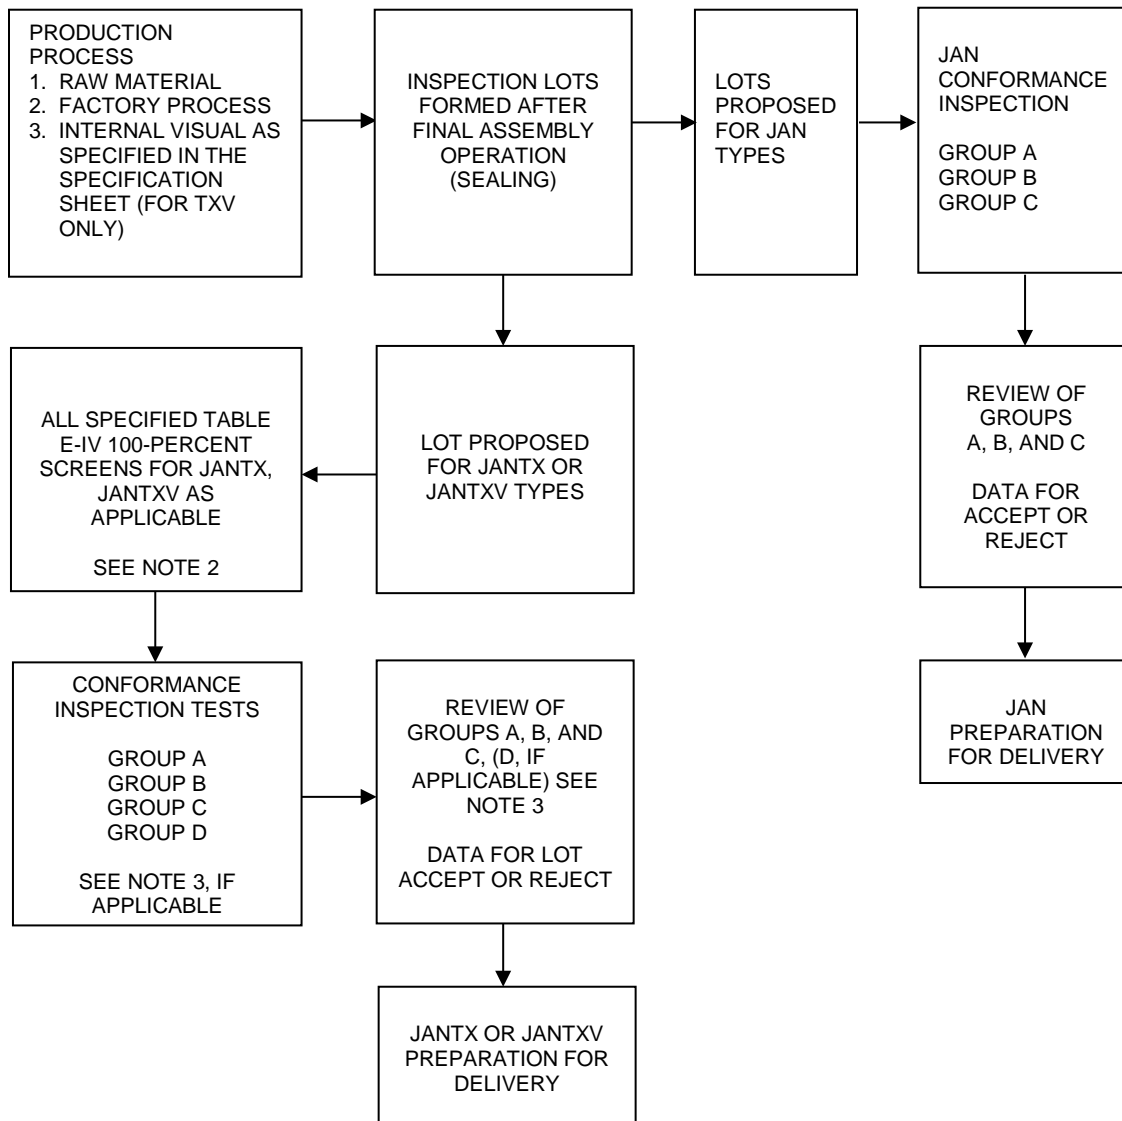 PRODUCTION
PROCESS
1. RAW MATERIAL
2. FACTORY PROCESS
3. INTERNAL VISUAL AS
SPECIFIED IN THE
SPECIFICATION
SHEET (FOR TXV
ONLY)
INSPECTION LOTS
FORMED AFTER
FINAL ASSEMBLY
OPERATION
(SEALING)
LOTS
PROPOSED
FOR JAN
TYPES
JAN
CONFORMANCE
INSPECTION
GROUP A
GROUP B
GROUP C
ALL SPECIFIED TABLE
E-IV 100-PERCENT
SCREENS FOR JANTX,
JANTXV AS
APPLICABLE
SEE NOTE 2
LOT PROPOSED
FOR JANTX OR
JANTXV TYPES
REVIEW OF
GROUPS
A, B, AND C
DATA FOR
ACCEPT OR
REJECT
CONFORMANCE
INSPECTION TESTS
GROUP A
GROUP B
GROUP C
GROUP D
SEE NOTE 3, IF
APPLICABLE
REVIEW OF
GROUPS A, B, AND
C, (D, IF
APPLICABLE) SEE
NOTE 3
DATA FOR LOT
ACCEPT OR REJECT
JAN
PREPARATION
FOR DELIVERY
JANTX OR JANTXV
PREPARATION FOR
DELIVERY